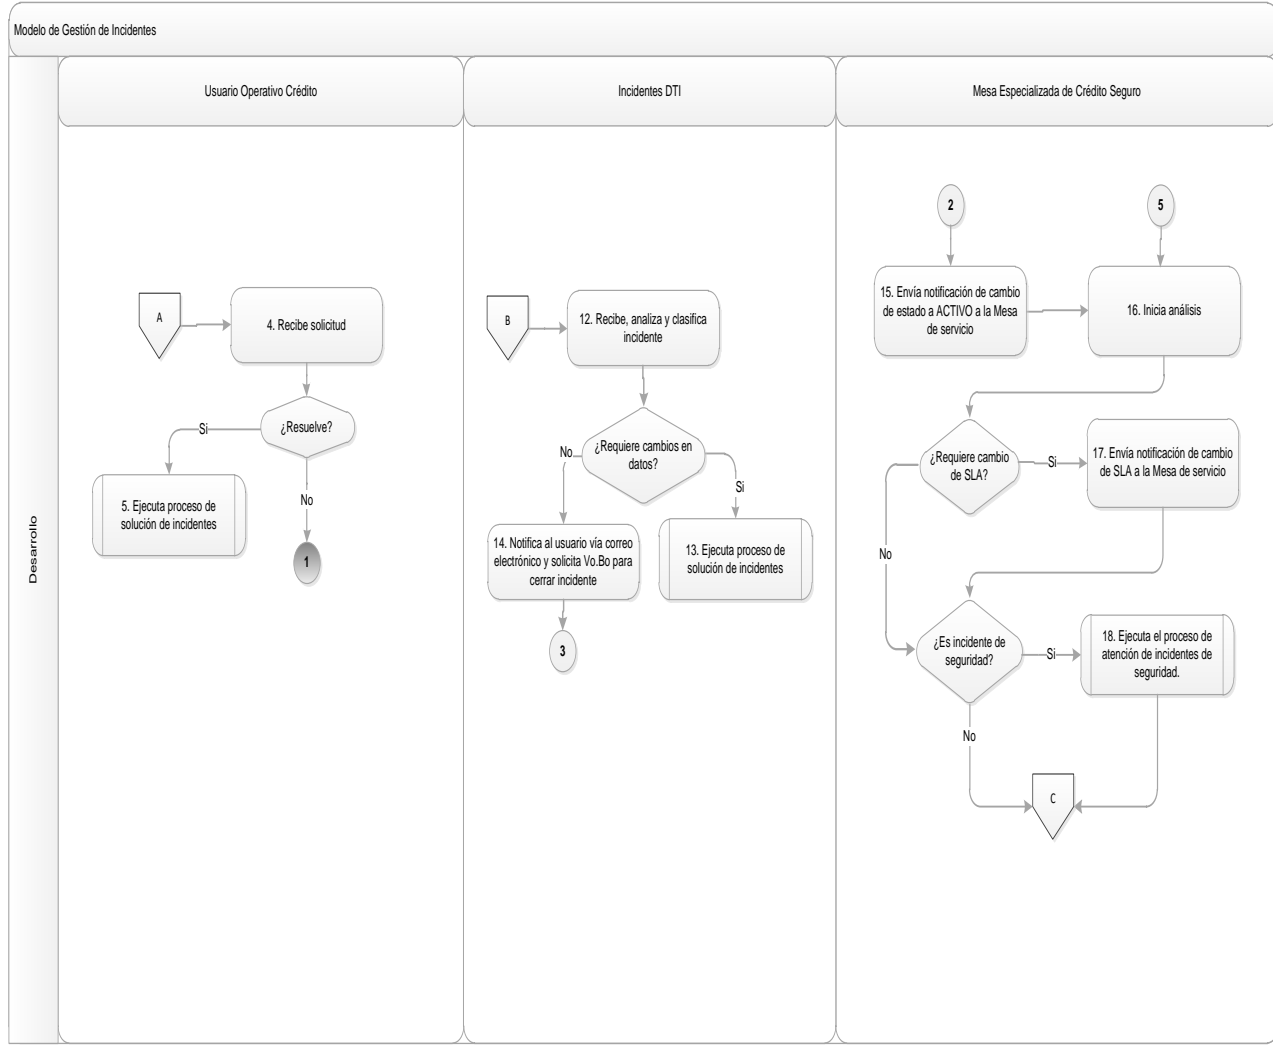 Modelo de Gestión de Incidentes
Desarrollo
Usuario Operativo Crédito
A
4. Recibe solicitud
¿Resuelve?
Si
5. Ejecuta proceso de
solución de incidentes
No
1
Incidentes DTI
B
12. Recibe, analiza y clasifica
incidente
¿Requiere cambios en
datos?
No
Si
14. Notifica al usuario vía correo
electrónico y solicita Vo.Bo para
cerrar incidente
13. Ejecuta proceso de
solución de incidentes
3
Mesa Especializada de Crédito Seguro
2
5
15. Envía notificación de cambio
de estado a ACTIVO a la Mesa
de servicio
16. Inicia análisis
¿Requiere cambio
de SLA?
Si
17. Envía notificación de cambio
de SLA a la Mesa de servicio
No
¿Es incidente de
seguridad?
Si
18. Ejecuta el proceso de
atención de incidentes de
seguridad.
No
C